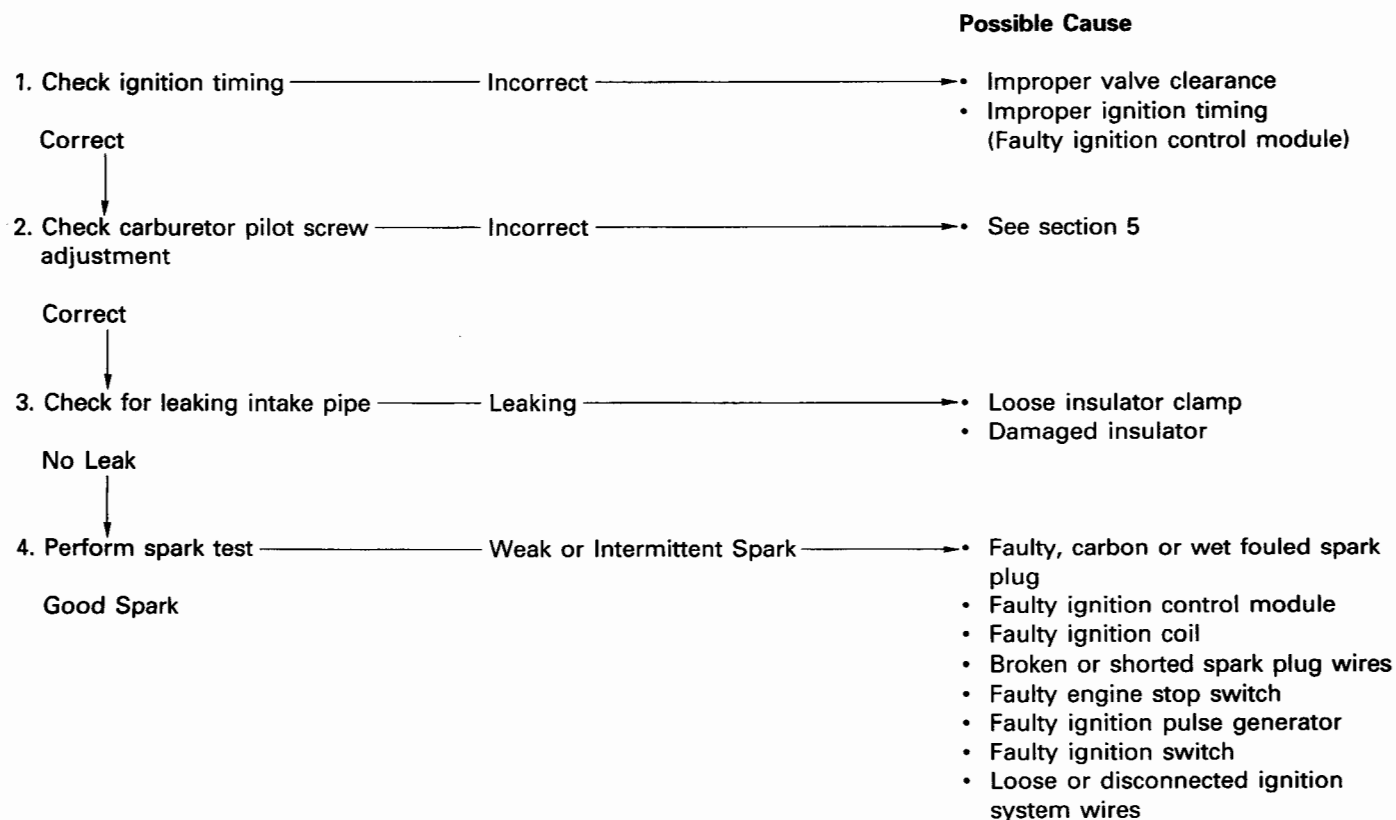 Possible Cause
1. Check ignition timing Incorrect • Improper valve clearance
• Improper ignition timing
(Faulty ignition control module)
Correct
2. Check carburetor pilot screw Incorrect • See section 5
adjustment
Correct
3. Check for leaking intake pipe Leaking • Loose insulator clamp
• Damaged insulator
No Leak
4. Perform spark test Weak or Intermittent Spark • Faulty, carbon or wet fouled spark
plug
Good Spark
• Faulty ignition control module
• Faulty ignition coil
• Broken or shorted spark plug wires
• Faulty engine stop switch
• Faulty ignition pulse generator
• Faulty ignition switch
• Loose or disconnected ignition
system wires